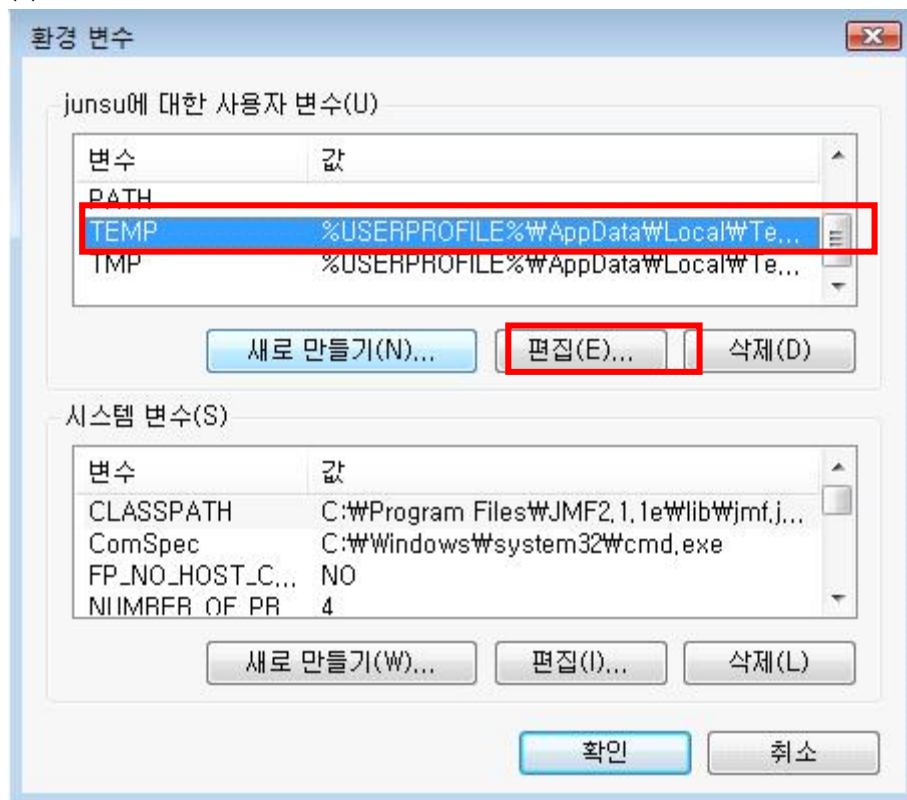 환경 변수
junsu에 대한 사용자 변수(U)
변수 값
PATH
TEMP %USERPROFILE%₩AppData₩Local₩Te...
TMP %USERPROFILE%₩AppData₩Local₩Te...
새로 만들기(N)... 편집(E)... 삭제(D)
시스템 변수(S)
변수 값
CLASSPATH C:₩Program Files₩JMF2.1.1e₩lib₩jmf.j...
ComSpec C:₩Windows₩system32₩cmd.exe
FP_NO_HOST_C... NO
NUMBER_OF_PR 4
새로 만들기(W)... 편집(I)... 삭제(L)
확인 취소